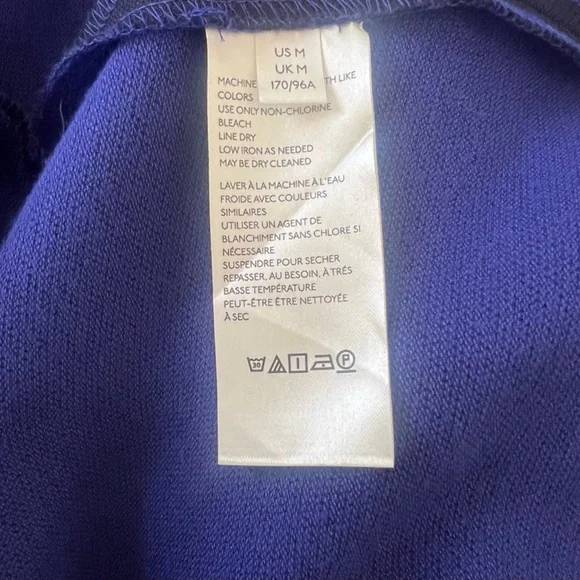 US M
UK M
170/96A
MACHINE TH LIKE
COLORS
USE ONLY NON-CHLORINE
BLEACH
LINE DRY
LOW IRON AS NEEDED
MAY BE DRY CLEANED
LAVER À LA MACHINE À L'EAU
FROIDE AVEC COULEURS
SIMILAIRES
UTILISER UN AGENT DE
BLANCHIMENT SANS CHLORE SI
NÉCESSAIRE
SUSPENDRE POUR SECHER
REPASSER, AU BESOIN, À TRÉS
BASSE TEMPÉRATURE
PEUT-ÊTRE ÊTRE NETTOYÉE
À SEC
30 P